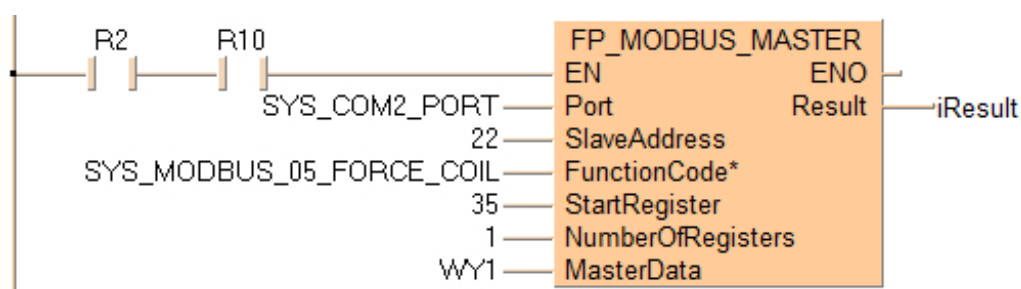 R2 R10 FP_MODBUS_MASTER
EN ENO
SYS_COM2_PORT Port Result iResult
22 SlaveAddress
SYS_MODBUS_05_FORCE_COIL FunctionCode*
35 StartRegister
1 NumberOfRegisters
WY1 MasterData